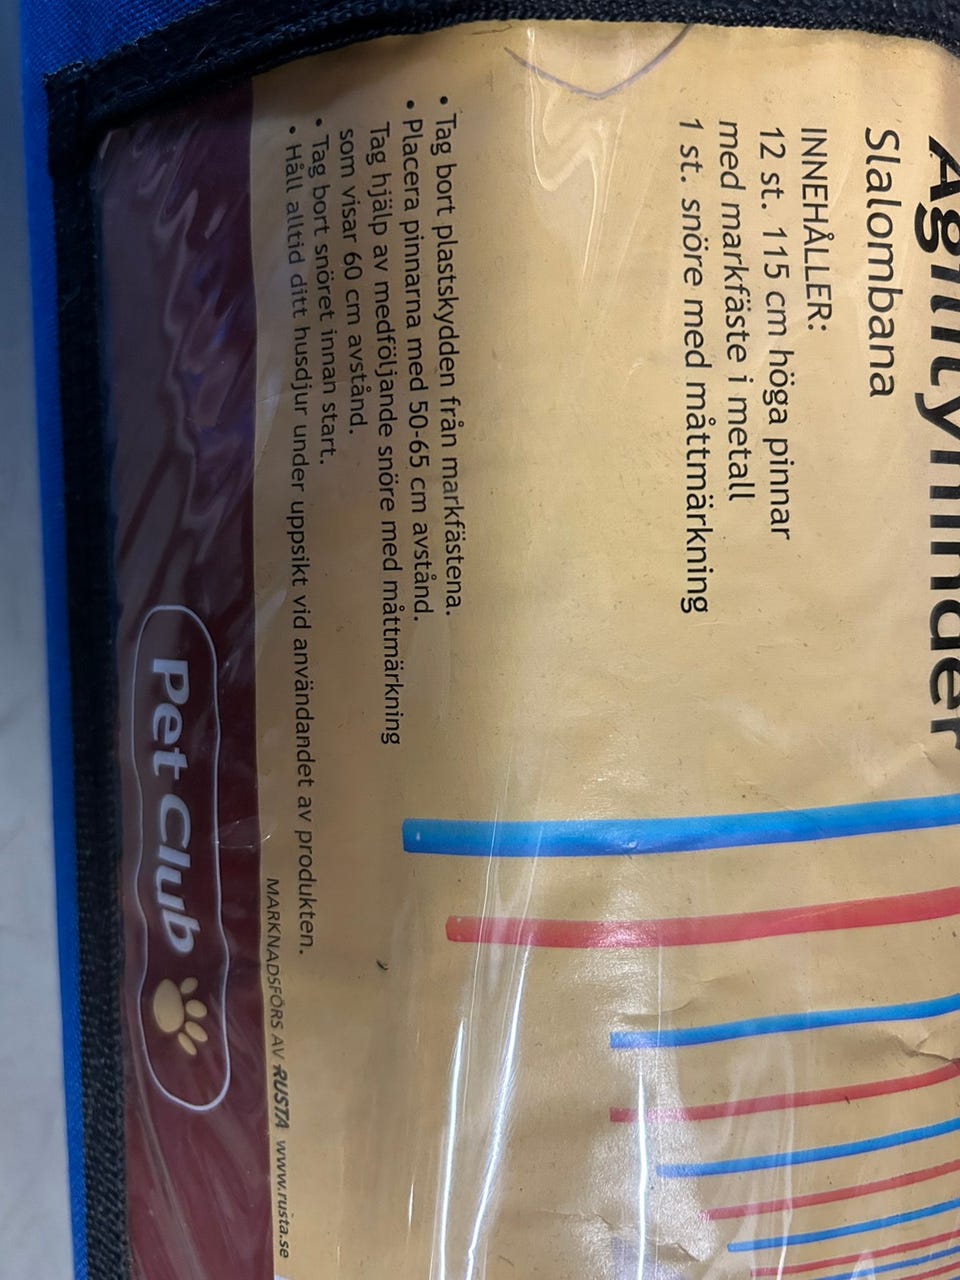 Agilityhinder
Slalombana
INNEHÅLLER:
12 st. 115 cm höga pinnar
med markfäste i metall
1 st. snöre med måttmärkning
• Tag bort plastskydden från markfästena.
• Placera pinnarna med 50-65 cm avstånd.
Tag hjälp av medföljande snöre med måttmärkning
som visar 60 cm avstånd.
• Tag bort snöret innan start.
• Håll alltid ditt husdjur under uppsikt vid användandet av produkten.
MARKNADSFÖRS AV RUSTA www.rusta.se
Pet Club